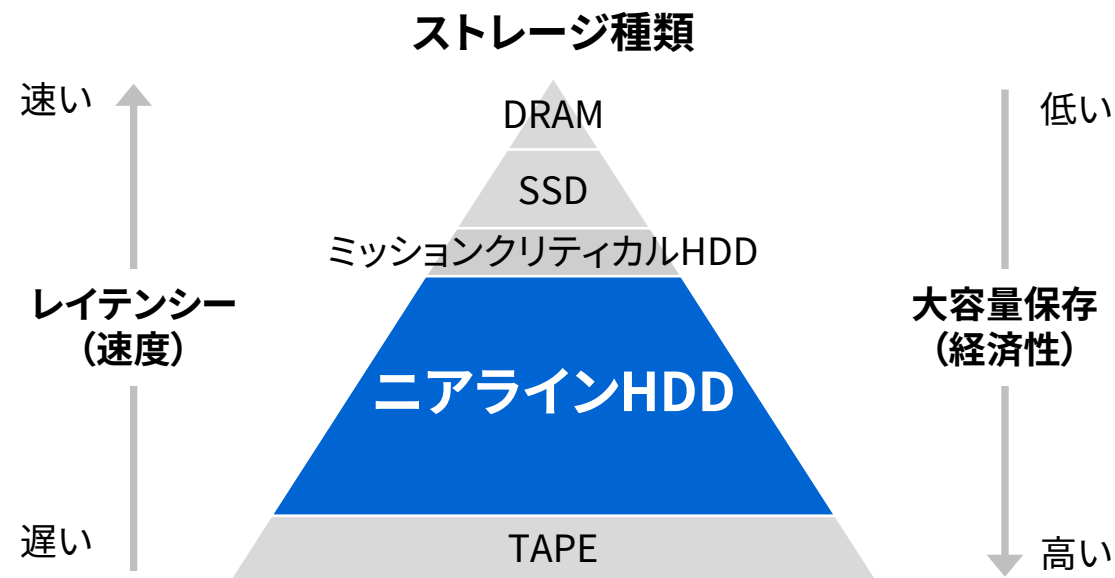 ストレージ種類
速い
低い
DRAM
SSD
ミッションクリティカルHDD
レイテンシー
（速度）
大容量保存
（経済性）
ニアラインHDD
遅い
TAPE
高い